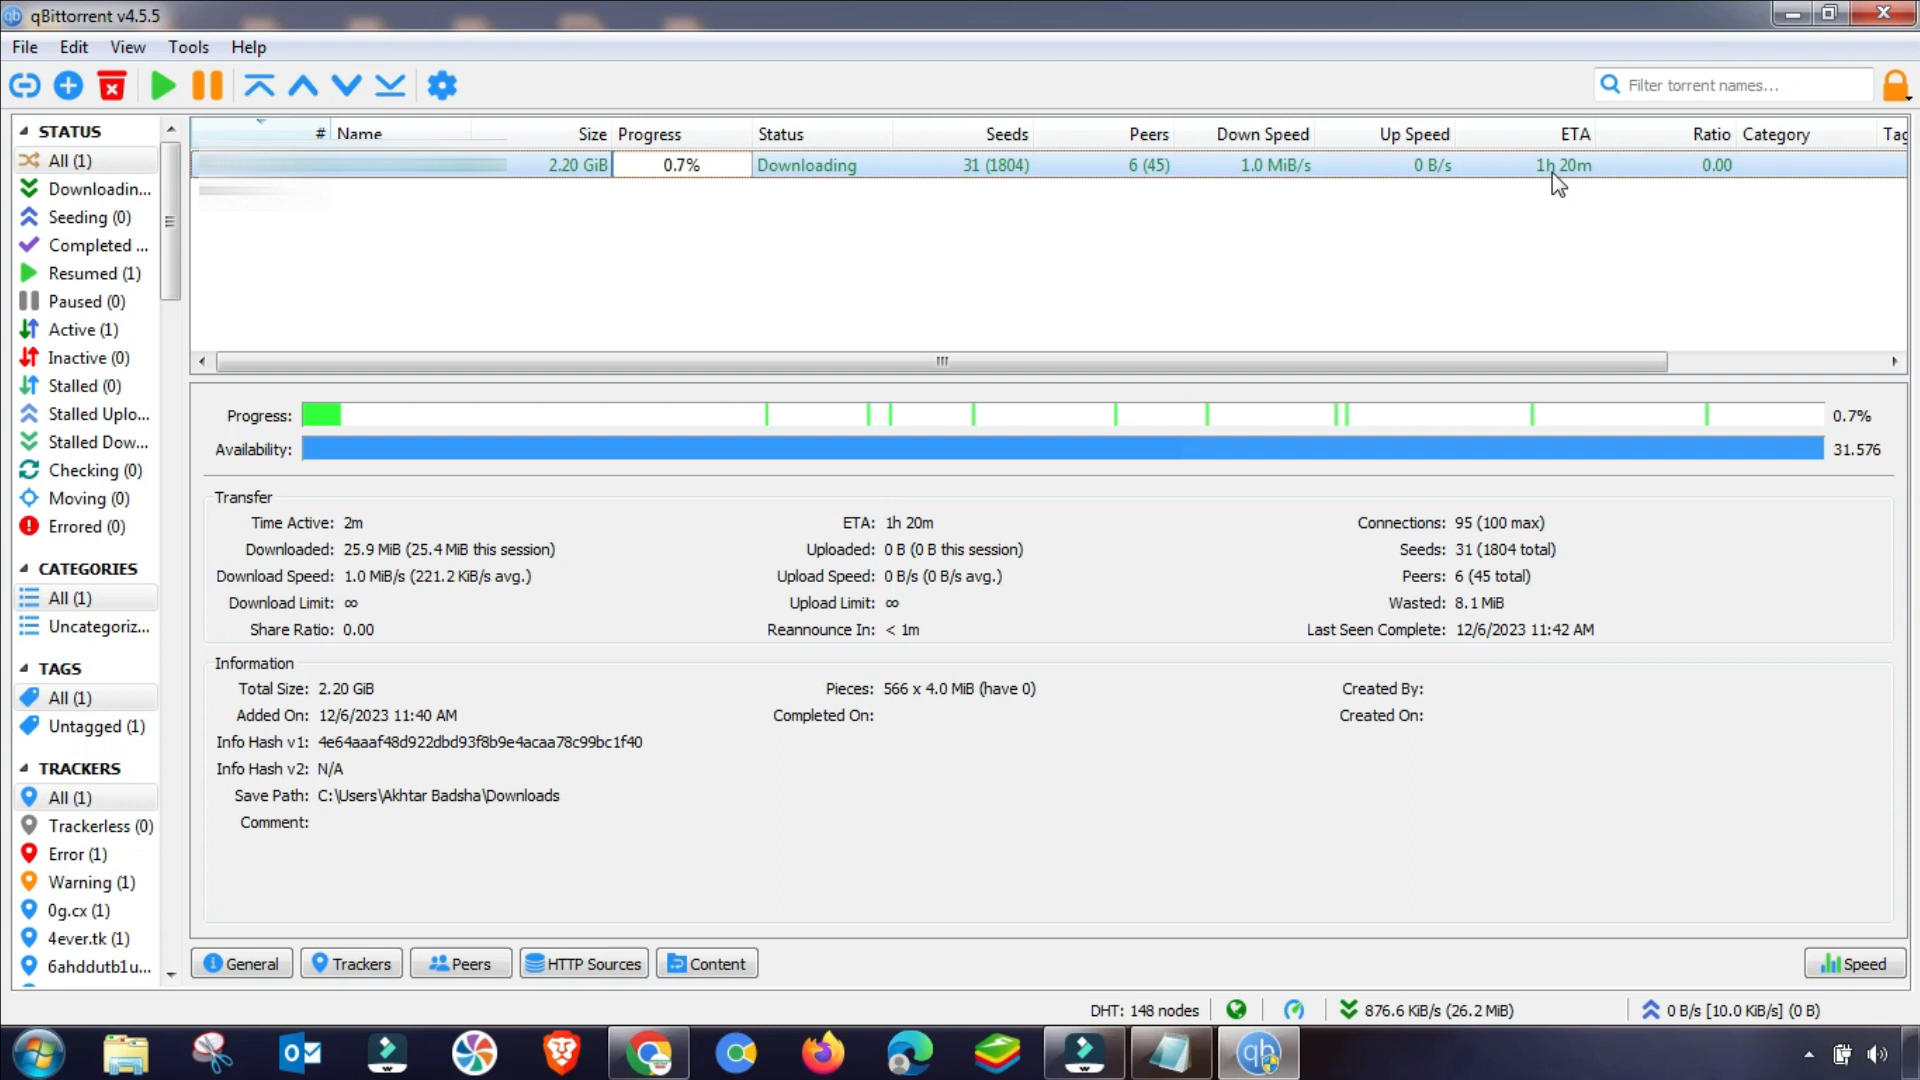 qBittorrent v4.5.5
File Edit View Tools Help
Filter torrent names...
STATUS
All (1)
Downloadin...
Seeding (0)
Completed ...
Resumed (1)
Paused (0)
Active (1)
Inactive (0)
Stalled (0)
Stalled Uplo...
Stalled Dow...
Checking (0)
Moving (0)
Errored (0)
CATEGORIES
All (1)
Uncategoriz...
TAGS
All (1)
Untagged (1)
TRACKERS
All (1)
Trackerless (0)
Error (1)
Warning (1)
0g.cx (1)
4ever.tk (1)
6ahddutb1u...
# Name Size Progress Status Seeds Peers Down Speed Up Speed ETA Ratio Category Tag
2.20 GiB 0.7% Downloading 31 (1804) 6 (45) 1.0 MiB/s 0 B/s 1h 20m 0.00
Progress: 0.7%
Availability: 31.576
Transfer
Time Active: 2m ETA: 1h 20m Connections: 95 (100 max)
Downloaded: 25.9 MiB (25.4 MiB this session) Uploaded: 0 B (0 B this session) Seeds: 31 (1804 total)
Download Speed: 1.0 MiB/s (221.2 KiB/s avg.) Upload Speed: 0 B/s (0 B/s avg.) Peers: 6 (45 total)
Download Limit: ∞ Upload Limit: ∞ Wasted: 8.1 MiB
Share Ratio: 0.00 Reannounce In: < 1m Last Seen Complete: 12/6/2023 11:42 AM
Information
Total Size: 2.20 GiB Pieces: 566 x 4.0 MiB (have 0) Created By:
Added On: 12/6/2023 11:40 AM Completed On: Created On:
Info Hash v1: 4e64aaaf48d922dbd93f8b9e4acaa78c99bc1f40
Info Hash v2: N/A
Save Path: C:\Users\Akhtar Badsha\Downloads
Comment:
General Trackers Peers HTTP Sources Content Speed
DHT: 148 nodes 876.6 KiB/s (26.2 MiB) 0 B/s [10.0 KiB/s] (0 B)